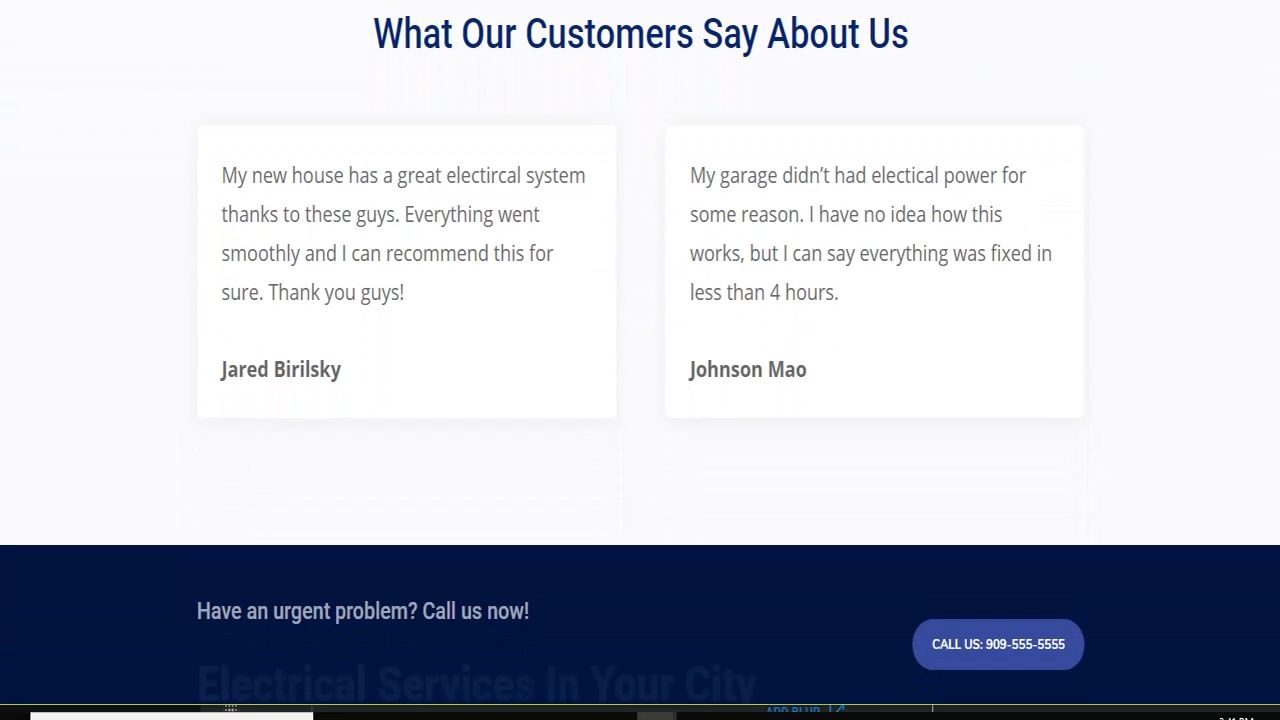 What Our Customers Say About Us
My new house has a great electircal system
thanks to these guys. Everything went
smoothly and I can recommend this for
sure. Thank you guys!
Jared Birilsky
My garage didn’t had electical power for
some reason. I have no idea how this
works, but I can say everything was fixed in
less than 4 hours.
Johnson Mao
Have an urgent problem? Call us now!
CALL US: 909-555-5555
Electrical Services In Your City
ADD BLUR